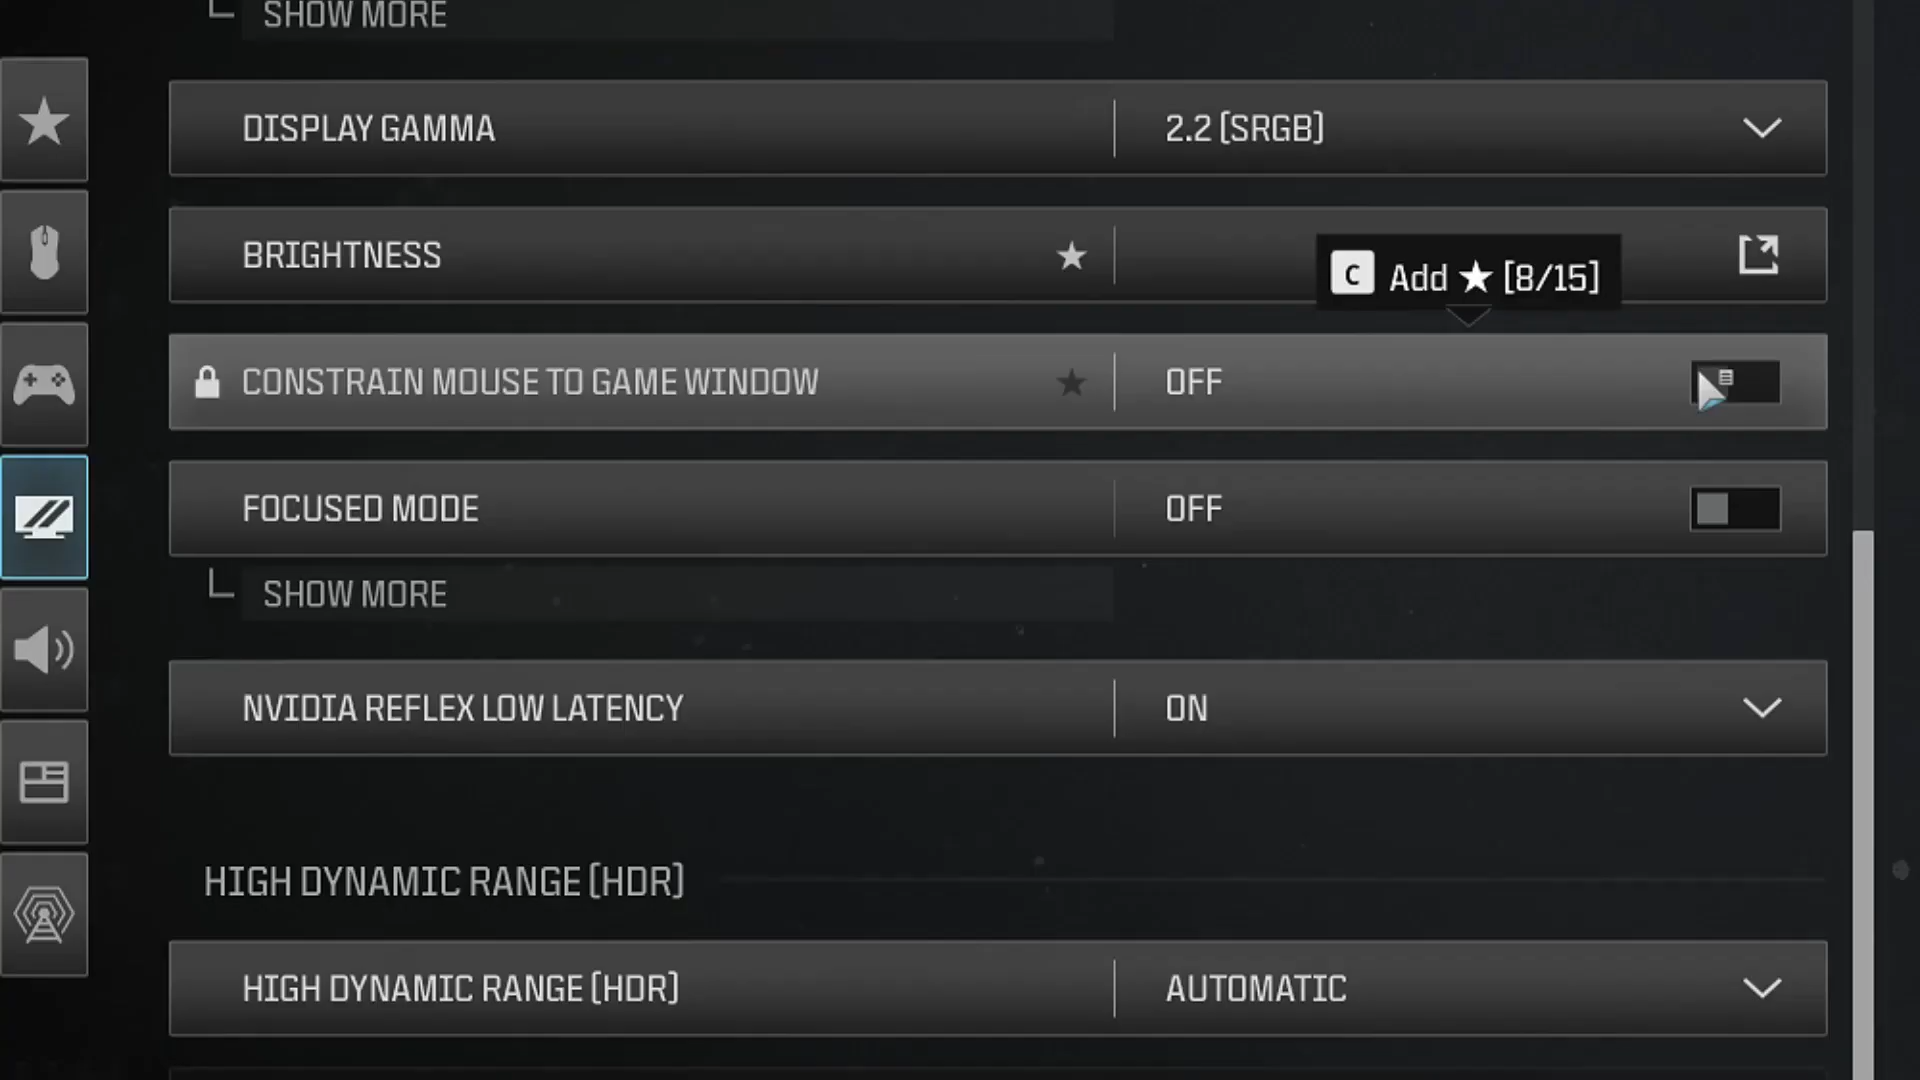 SHOW MORE
DISPLAY GAMMA
2.2 [SRGB]
BRIGHTNESS
C Add ★ [8/15]
CONSTRAIN MOUSE TO GAME WINDOW
OFF
FOCUSED MODE
OFF
SHOW MORE
NVIDIA REFLEX LOW LATENCY
ON
HIGH DYNAMIC RANGE [HDR]
HIGH DYNAMIC RANGE [HDR]
AUTOMATIC